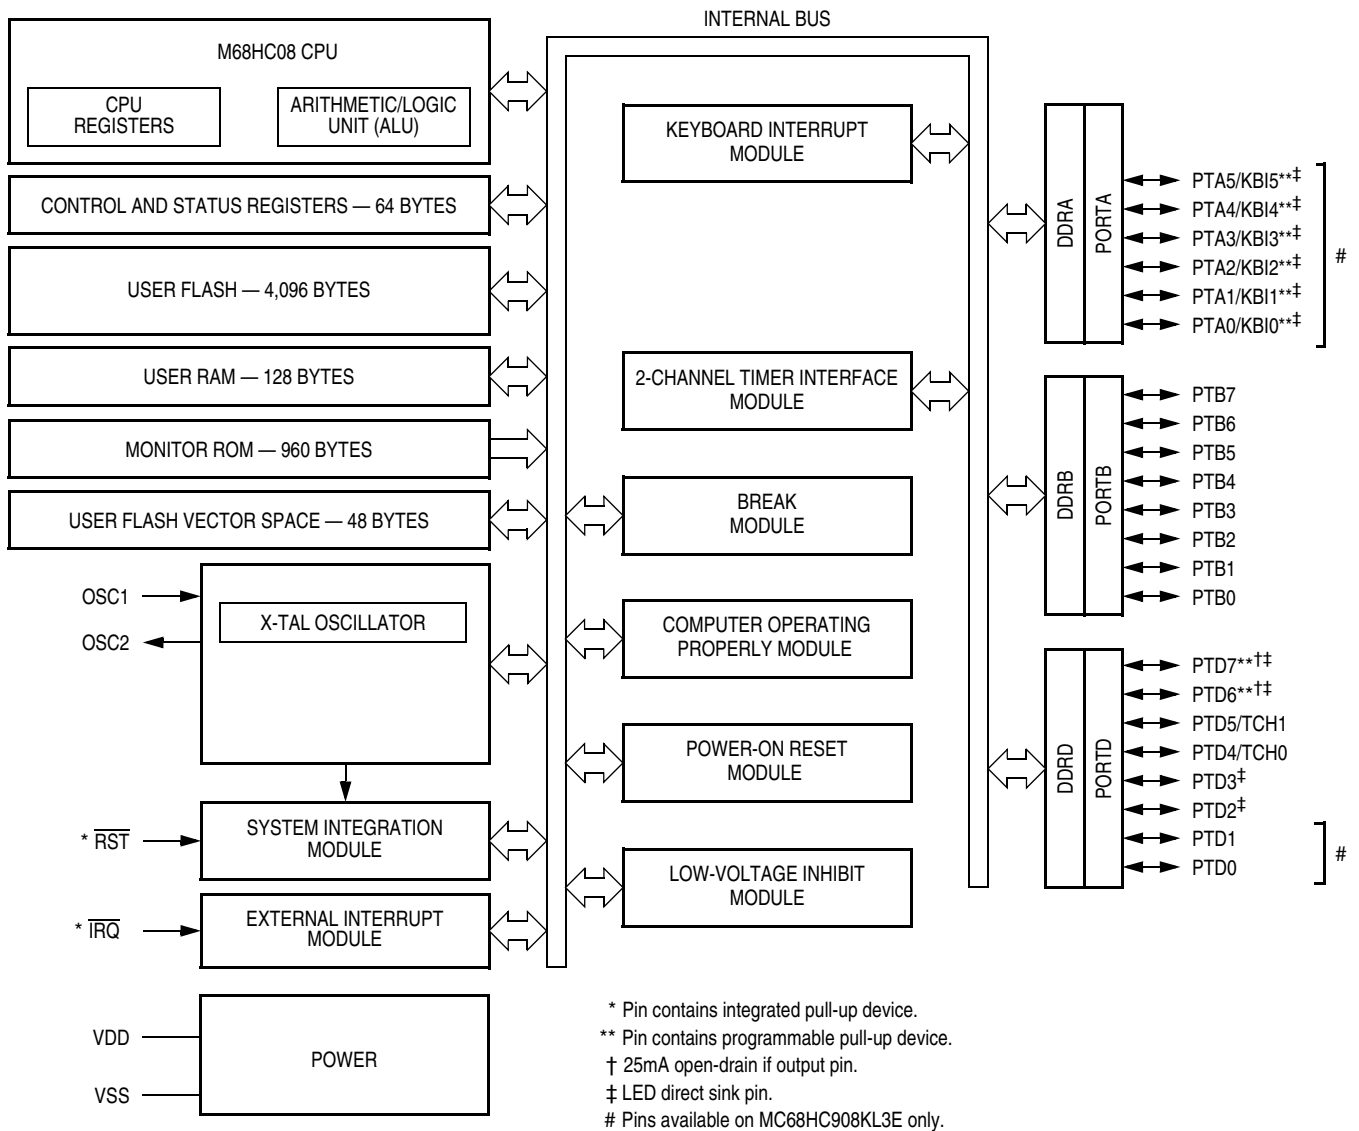 INTERNAL BUS
M68HC08 CPU
CPU
REGISTERS
ARITHMETIC/LOGIC
UNIT (ALU)
CONTROL AND STATUS REGISTERS — 64 BYTES
USER FLASH — 4,096 BYTES
USER RAM — 128 BYTES
MONITOR ROM — 960 BYTES
USER FLASH VECTOR SPACE — 48 BYTES
OSC1
OSC2
X-TAL OSCILLATOR
* RST
SYSTEM INTEGRATION
MODULE
* IRQ
EXTERNAL INTERRUPT
MODULE
VDD
VSS
POWER
KEYBOARD INTERRUPT
MODULE
2-CHANNEL TIMER INTERFACE
MODULE
BREAK
MODULE
COMPUTER OPERATING
PROPERLY MODULE
POWER-ON RESET
MODULE
LOW-VOLTAGE INHIBIT
MODULE
DDRA
PORTA
PTA5/KBI5**‡
PTA4/KBI4**‡
PTA3/KBI3**‡
PTA2/KBI2**‡
PTA1/KBI1**‡
PTA0/KBI0**‡
#
DDRB
PORTB
PTB7
PTB6
PTB5
PTB4
PTB3
PTB2
PTB1
PTB0
DDRD
PORTD
PTD7**†‡
PTD6**†‡
PTD5/TCH1
PTD4/TCH0
PTD3‡
PTD2‡
PTD1
PTD0
#
* Pin contains integrated pull-up device.
** Pin contains programmable pull-up device.
† 25mA open-drain if output pin.
‡ LED direct sink pin.
# Pins available on MC68HC908KL3E only.